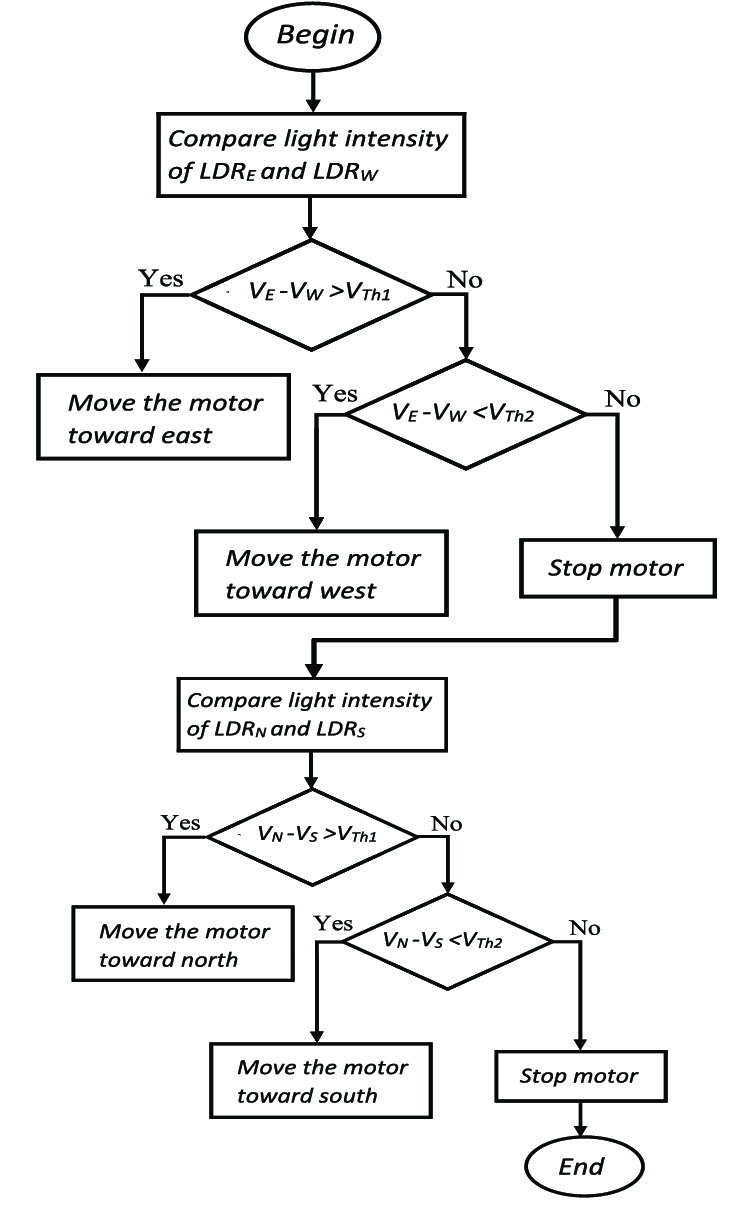 Begin
Compare light intensity
of LDRE and LDRW
Yes
VE -VW >VTh1
No
Move the motor
toward east
Yes
VE -VW <VTh2
No
Move the motor
toward west
Stop motor
Compare light intensity
of LDRN and LDRS
Yes
VN -VS >VTh1
No
Move the motor
toward north
Yes
VN -VS <VTh2
No
Move the motor
toward south
Stop motor
End